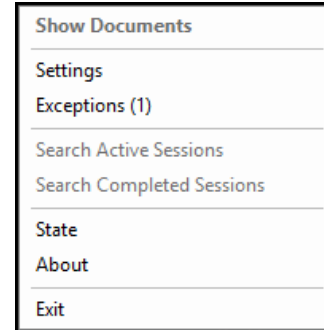 Show Documents
Settings
Exceptions (1)
Search Active Sessions
Search Completed Sessions
State
About
Exit